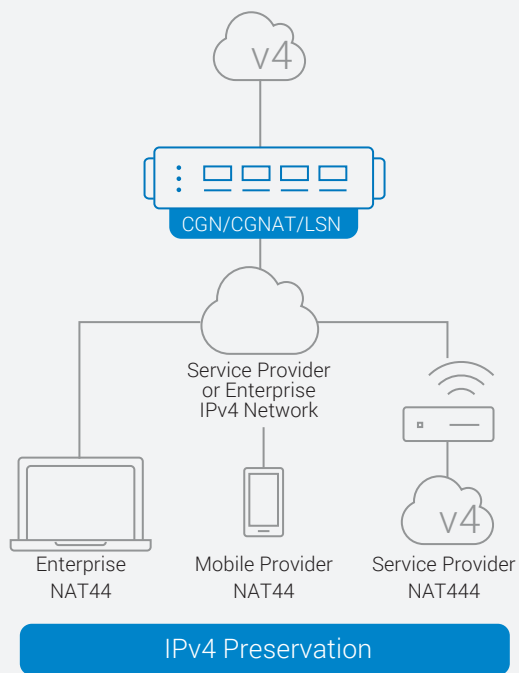 v4
CGN/CGNAT/LSN
Service Provider
or Enterprise
IPv4 Network
v4
Enterprise
NAT44
Mobile Provider
NAT44
Service Provider
NAT444
IPv4 Preservation